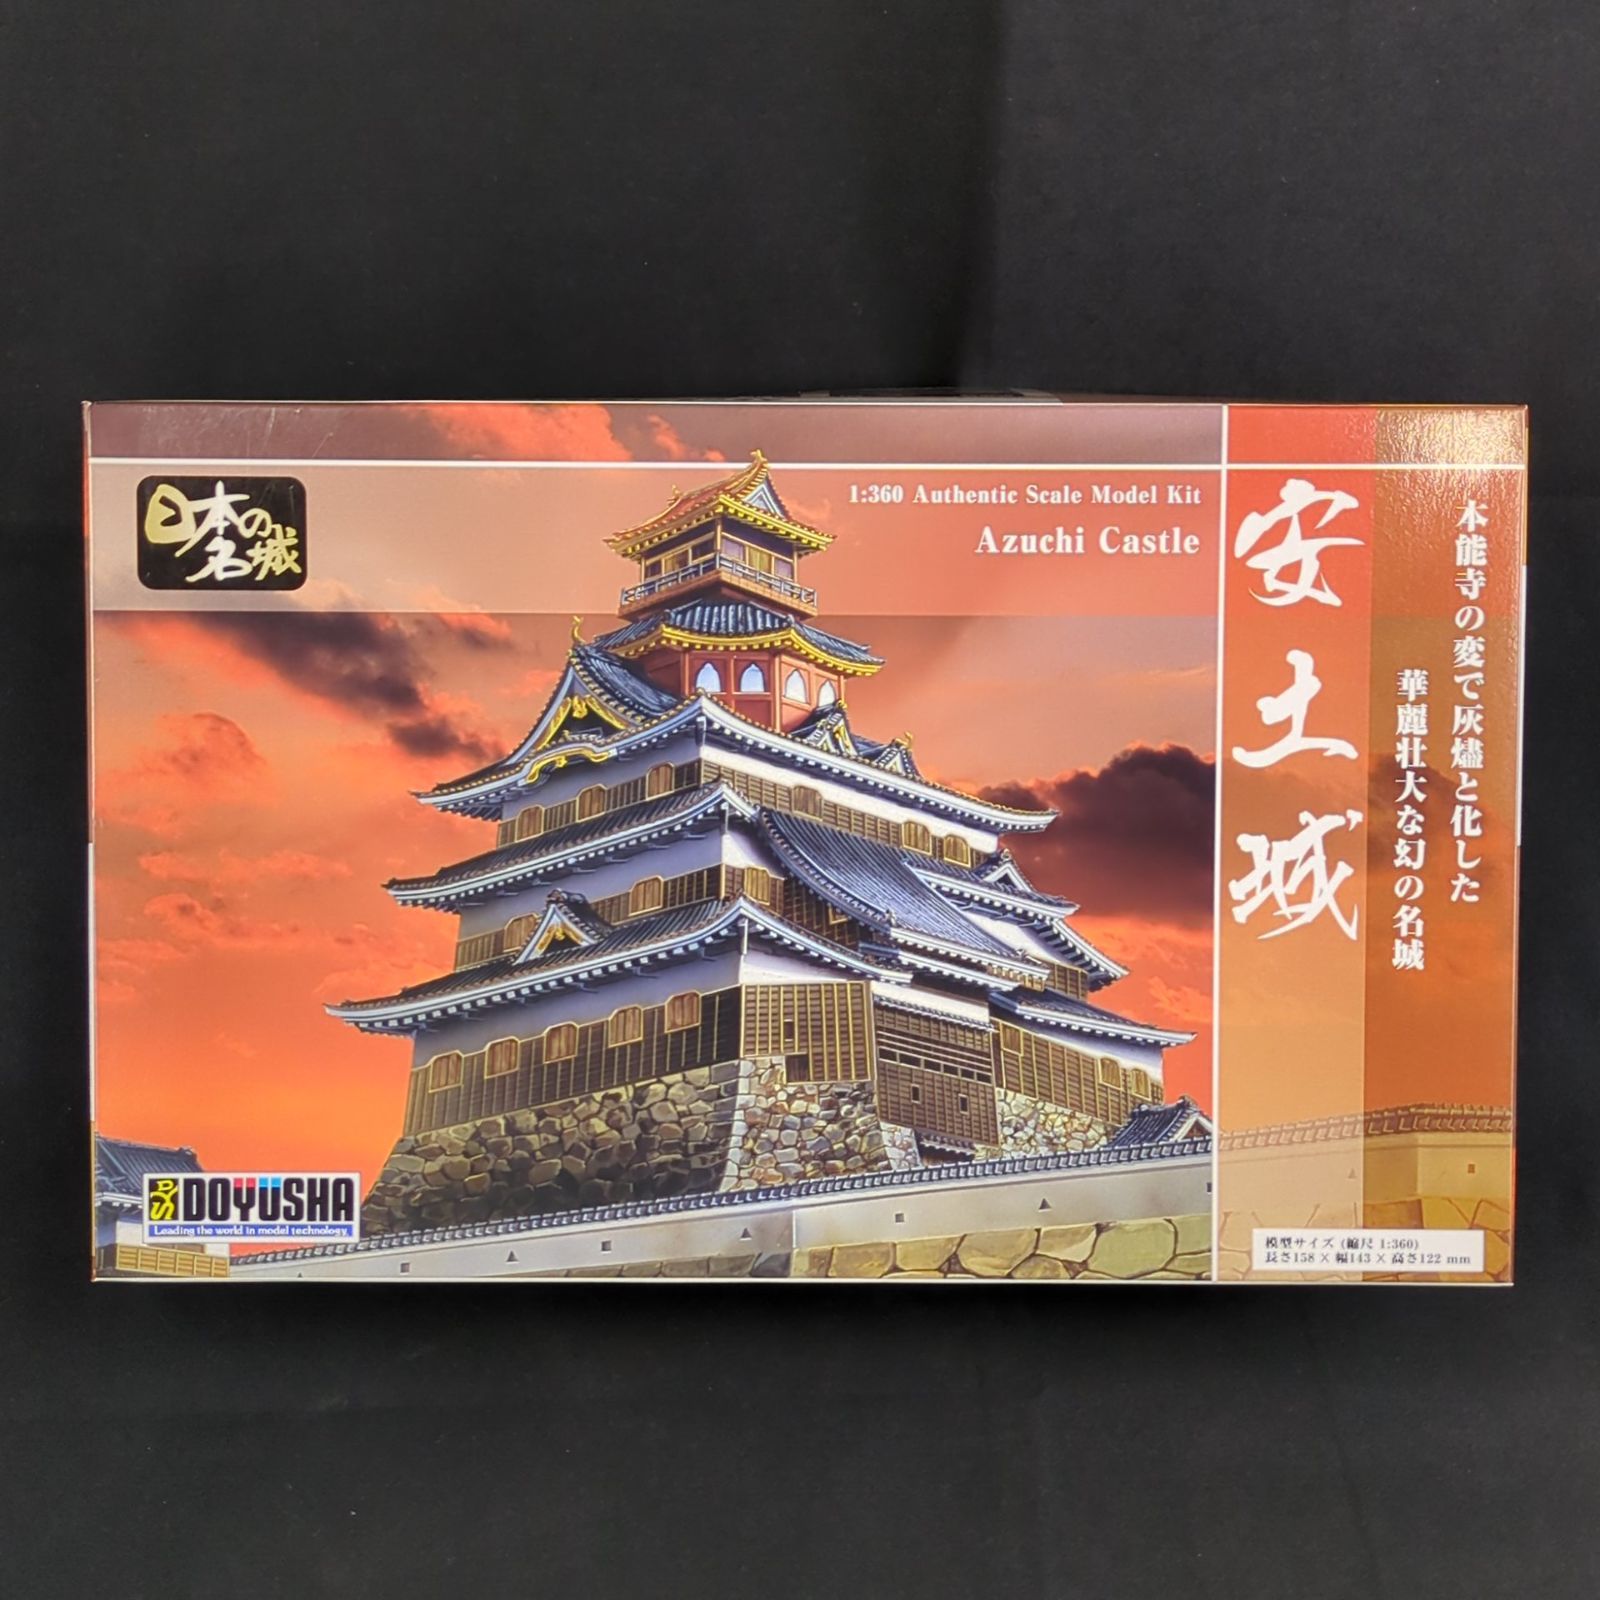 日本の
名城
1:360 Authentic Scale Model Kit
Azuchi Castle
安土城
本能寺の変で灰燼と化した
華麗壮大な幻の名城
DOYUSHA
Leading the world in model technology.
模型サイズ (縮尺 1:360)
長さ158 × 幅143 × 高さ122 mm